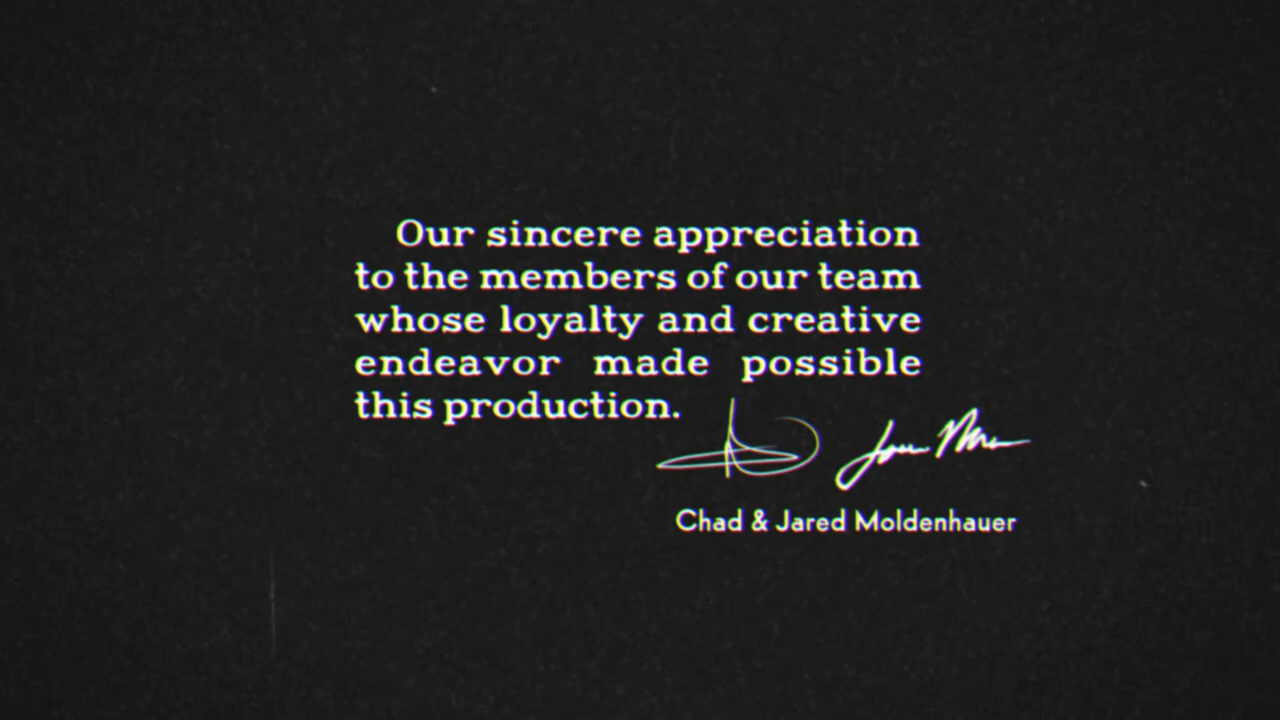 Our sincere appreciation
to the members of our team
whose loyalty and creative
endeavor made possible
this production.
Chad & Jared Moldenhauer